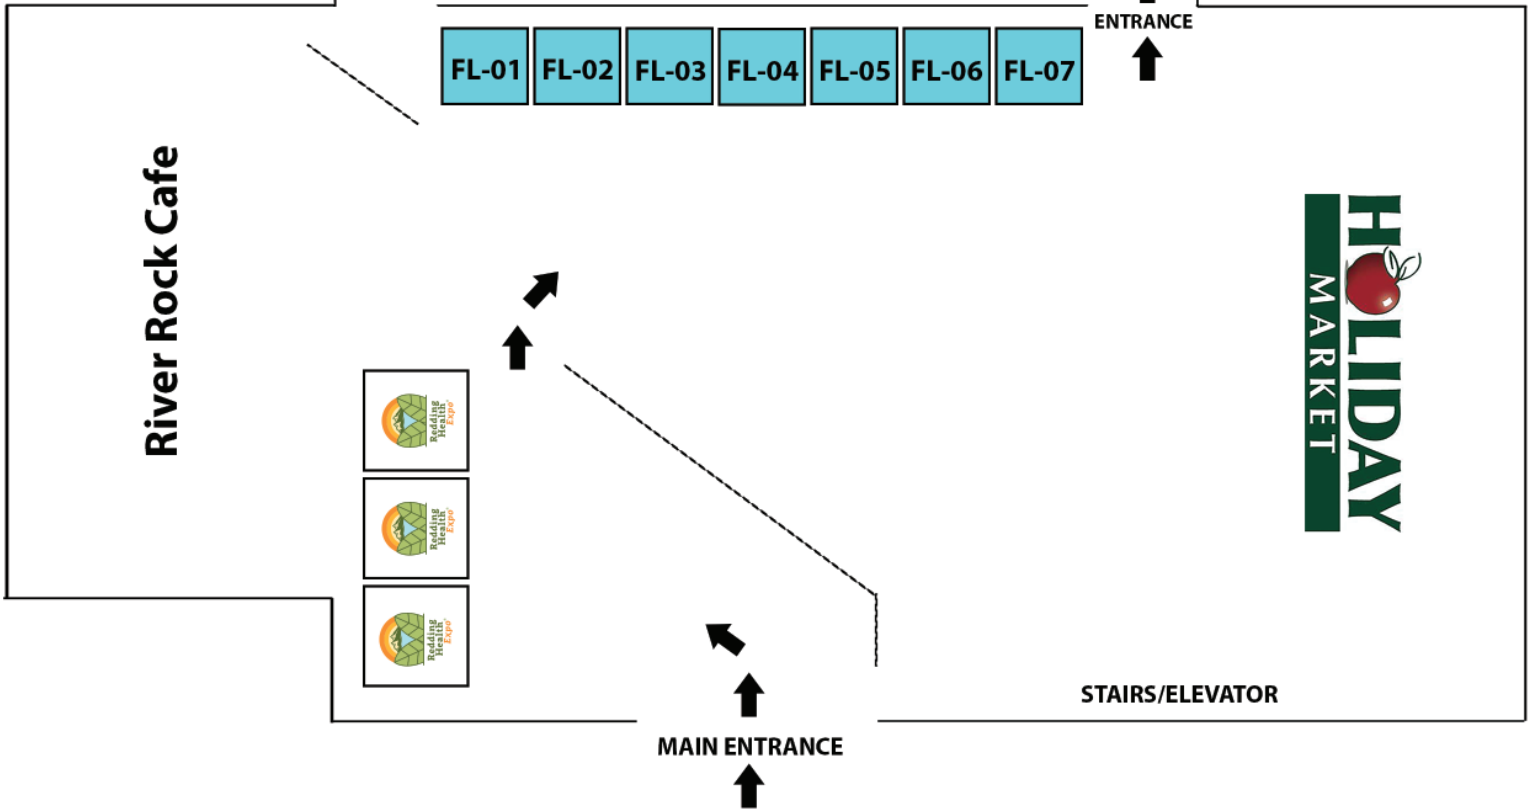 ENTRANCE
FL-01
FL-02
FL-03
FL-04
FL-05
FL-06
FL-07
River Rock Cafe
HOLIDAY
MARKET
Redding
Health
Expo
Redding
Health
Expo
Redding
Health
Expo
STAIRS/ELEVATOR
MAIN ENTRANCE